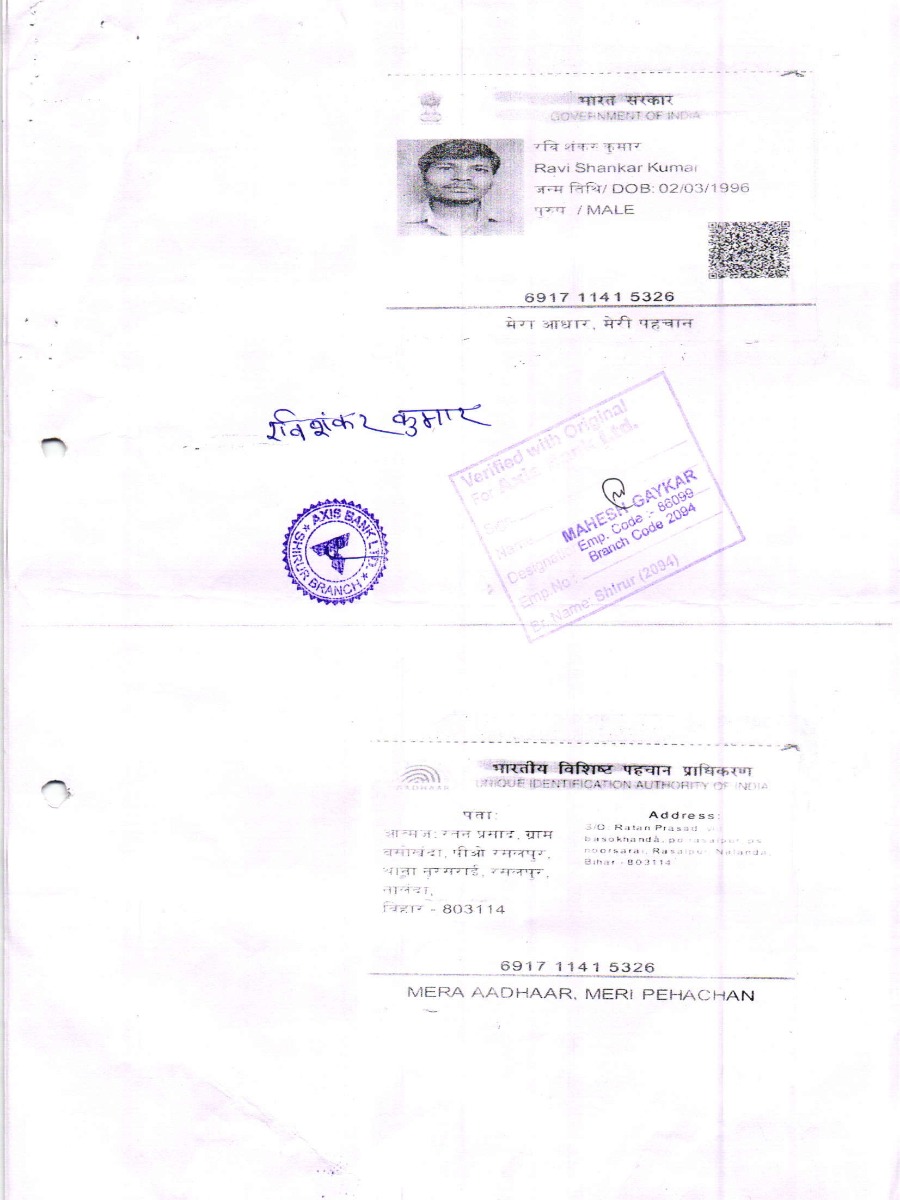 भारत सरकार
GOVERNMENT OF INDIA
रवि शंकर कुमार
Ravi Shankar Kumar
जन्म तिथि/ DOB: 02/03/1996
पुरुष / MALE
6917 1141 5326
मेरा आधार, मेरी पहचान
रविशंकर कुमार
Verified with Original
For Axis Bank Ltd.
Sign
Name
MAHESH GAYKAR
Designation
Emp. Code :- 86099
Branch Code 2094
Emp.No :
Br. Name: Shirur (2094)
AXIS BANK LTD.
SHIRUR BRANCH
भारतीय विशिष्ट पहचान प्राधिकरण
AADHAAR
UNIQUE IDENTIFICATION AUTHORITY OF INDIA
पता:
आत्मज: रतन प्रसाद, ग्राम
बसोखंदा, पीओ रसलपुर,
थाना नूरसराई, रसलपुर,
नालंदा,
बिहार - 803114
Address:
S/O: Ratan Prasad,
basokhanda, po rasalpur, ps
noorsarai, Rasalpur, Nalanda,
Bihar - 803114
6917 1141 5326
MERA AADHAAR, MERI PEHACHAN